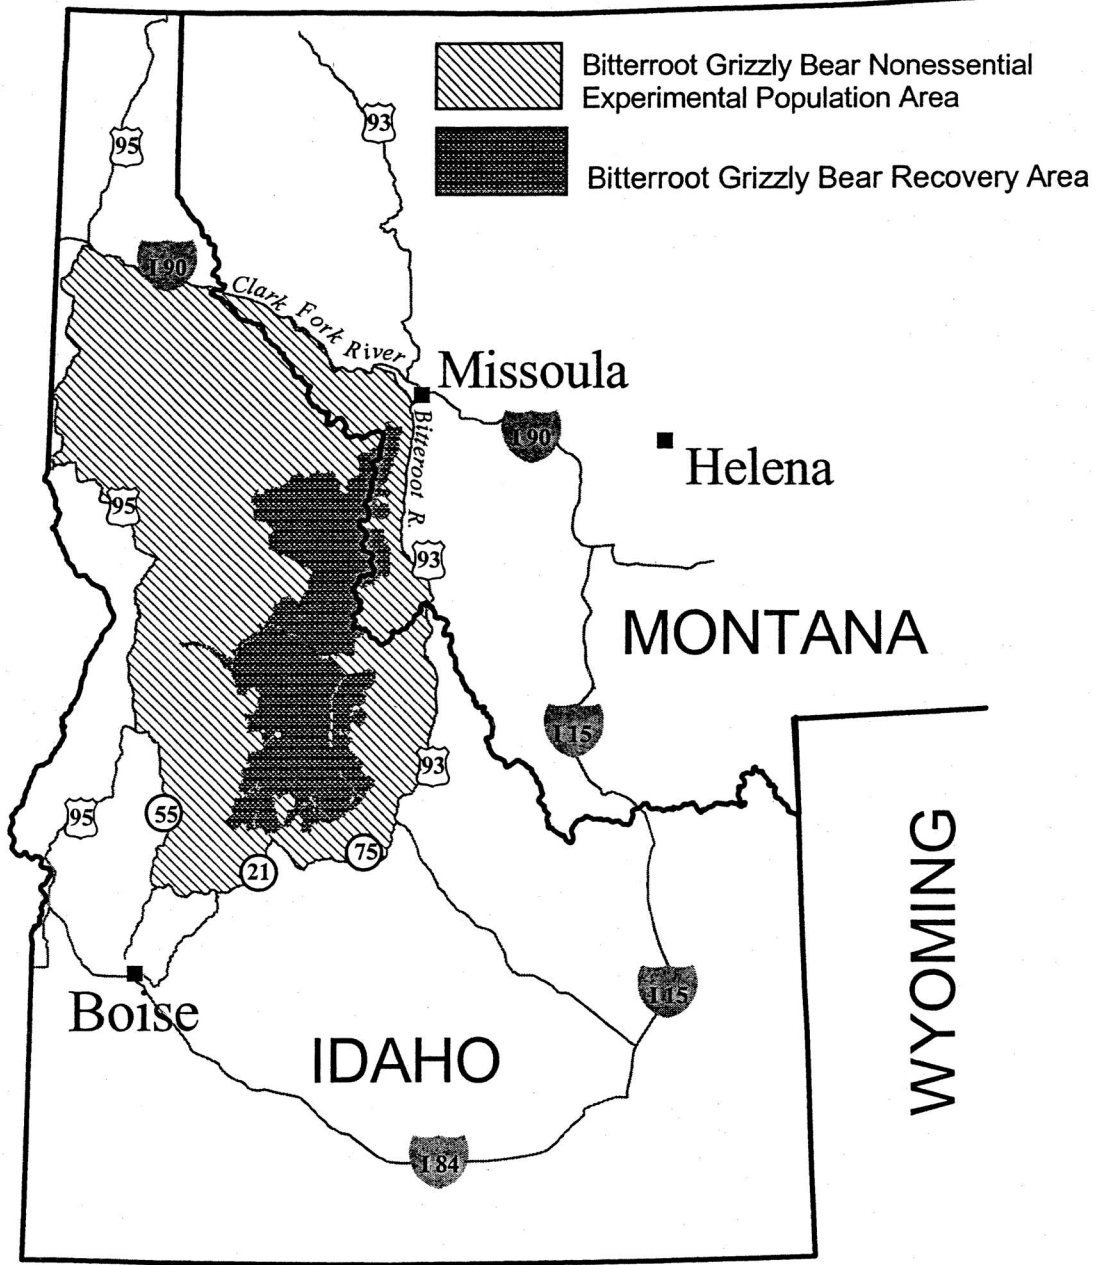 Bitterroot Grizzly Bear Nonessential
Experimental Population Area
93
95
Bitterroot Grizzly Bear Recovery Area
I 90
Clark Fork River
Missoula
I 90
Helena
Bitterroot R.
95
93
MONTANA
I 15
93
95
55
75
21
WYOMING
I 15
Boise
IDAHO
I 84